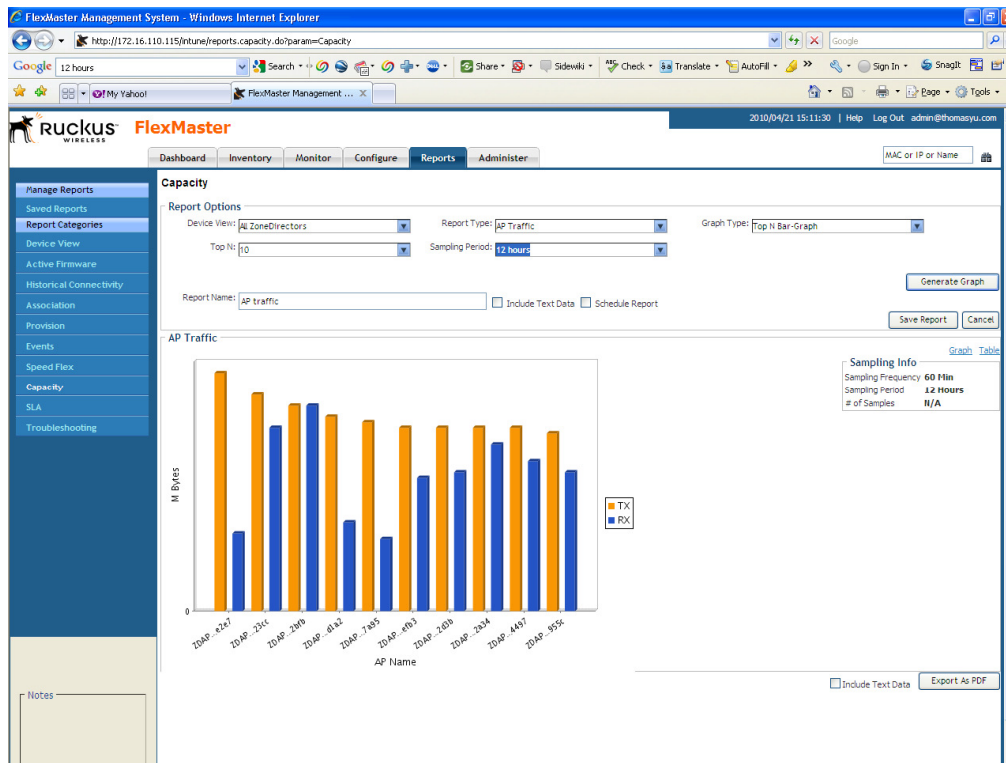 FlexMaster Management System - Windows Internet Explorer
http://172.16.110.115/intune/reports.capacity.do?param=Capacity
Google
Google 12 hours Search Share Sidewiki Check Translate AutoFill Sign In SnagIt
My Yahoo! FlexMaster Management ... X Page Tools
2010/04/21 15:11:30 | Help Log Out admin@thomasyu.com
RUCKUS WIRELESS FlexMaster
Dashboard Inventory Monitor Configure Reports Administer
MAC or IP or Name
Manage Reports
Saved Reports
Report Categories
Device View
Active Firmware
Historical Connectivity
Association
Provision
Events
Speed Flex
Capacity
SLA
Troubleshooting
Notes
Capacity
Report Options
Device View: All ZoneDirectors Report Type: AP Traffic Graph Type: Top N Bar-Graph
Top N: 10 Sampling Period: 12 hours
Generate Graph
Report Name: AP traffic Include Text Data Schedule Report
Save Report Cancel
AP Traffic
Graph Table
Sampling Info
Sampling Frequency 60 Min
Sampling Period 12 Hours
# of Samples N/A
M Bytes
TX
RX
0
ZDAP...e2e7 ZDAP...23cc ZDAP...2bfb ZDAP...d1a2 ZDAP...7a95 ZDAP...efb3 ZDAP...2d3b ZDAP...2a34 ZDAP...4497 ZDAP...955c
AP Name
Include Text Data Export As PDF